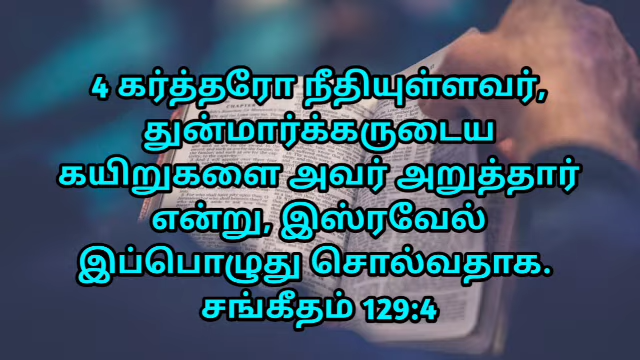 4 கர்த்தரோ நீதியுள்ளவர்,
துன்மார்க்கருடைய
கயிறுகளை அவர் அறுத்தார்
என்று, இஸ்ரவேல்
இப்பொழுது சொல்வதாக.
சங்கீதம் 129:4